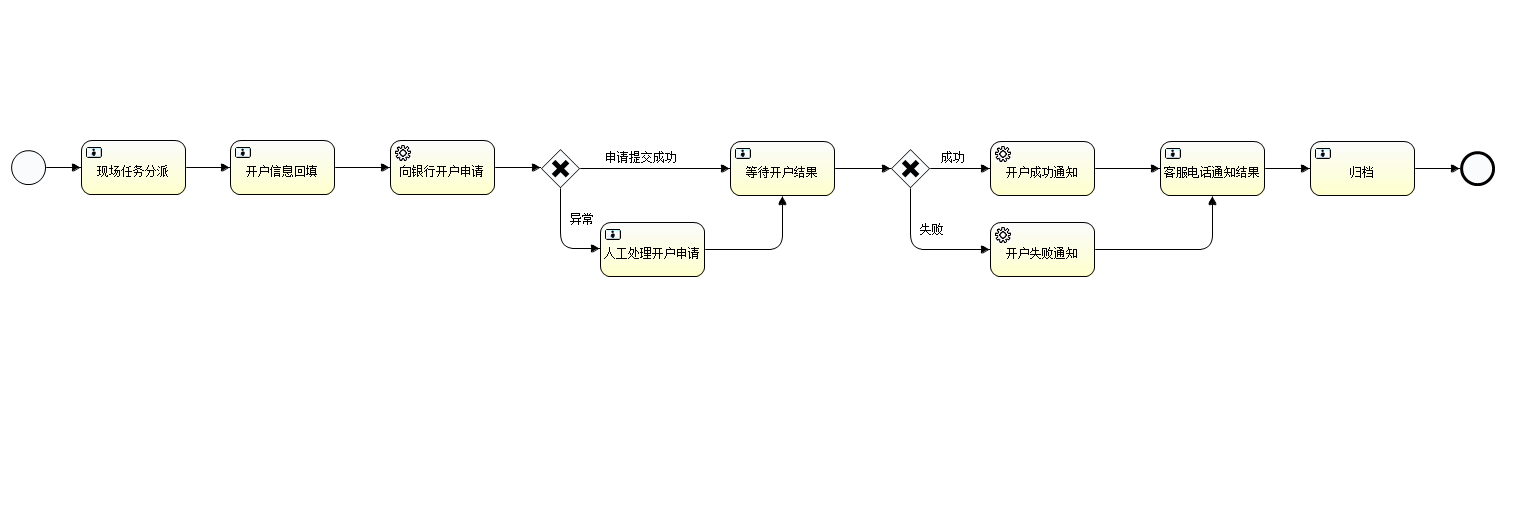 现场任务分派
开户信息回填
向银行开户申请
申请提交成功
异常
人工处理开户申请
等待开户结果
成功
失败
开户成功通知
开户失败通知
客服电话通知结果
归档